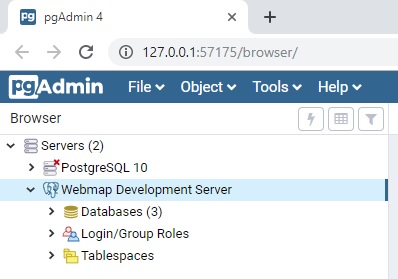 pgAdmin 4
127.0.0.1:57175/browser/
pgAdmin File Object Tools Help
Browser
Servers (2)
PostgreSQL 10
Webmap Development Server
Databases (3)
Login/Group Roles
Tablespaces